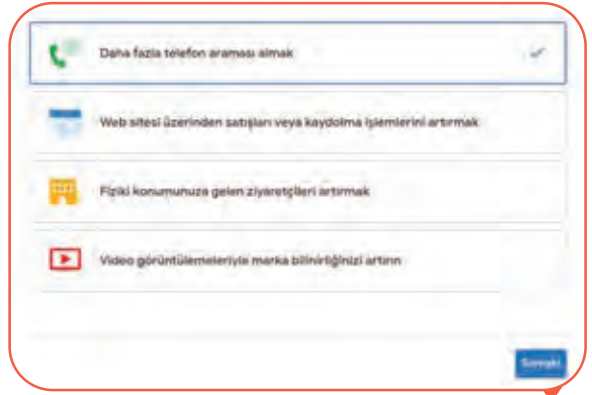 Daha fazla telefon araması almak
Web sitesi üzerinden satışları veya kaydolma işlemlerini artırmak
Fiziki konumunuza gelen ziyaretçileri artırmak
Video görüntülemeleriyle marka bilinirliğinizi artırın
Sonraki